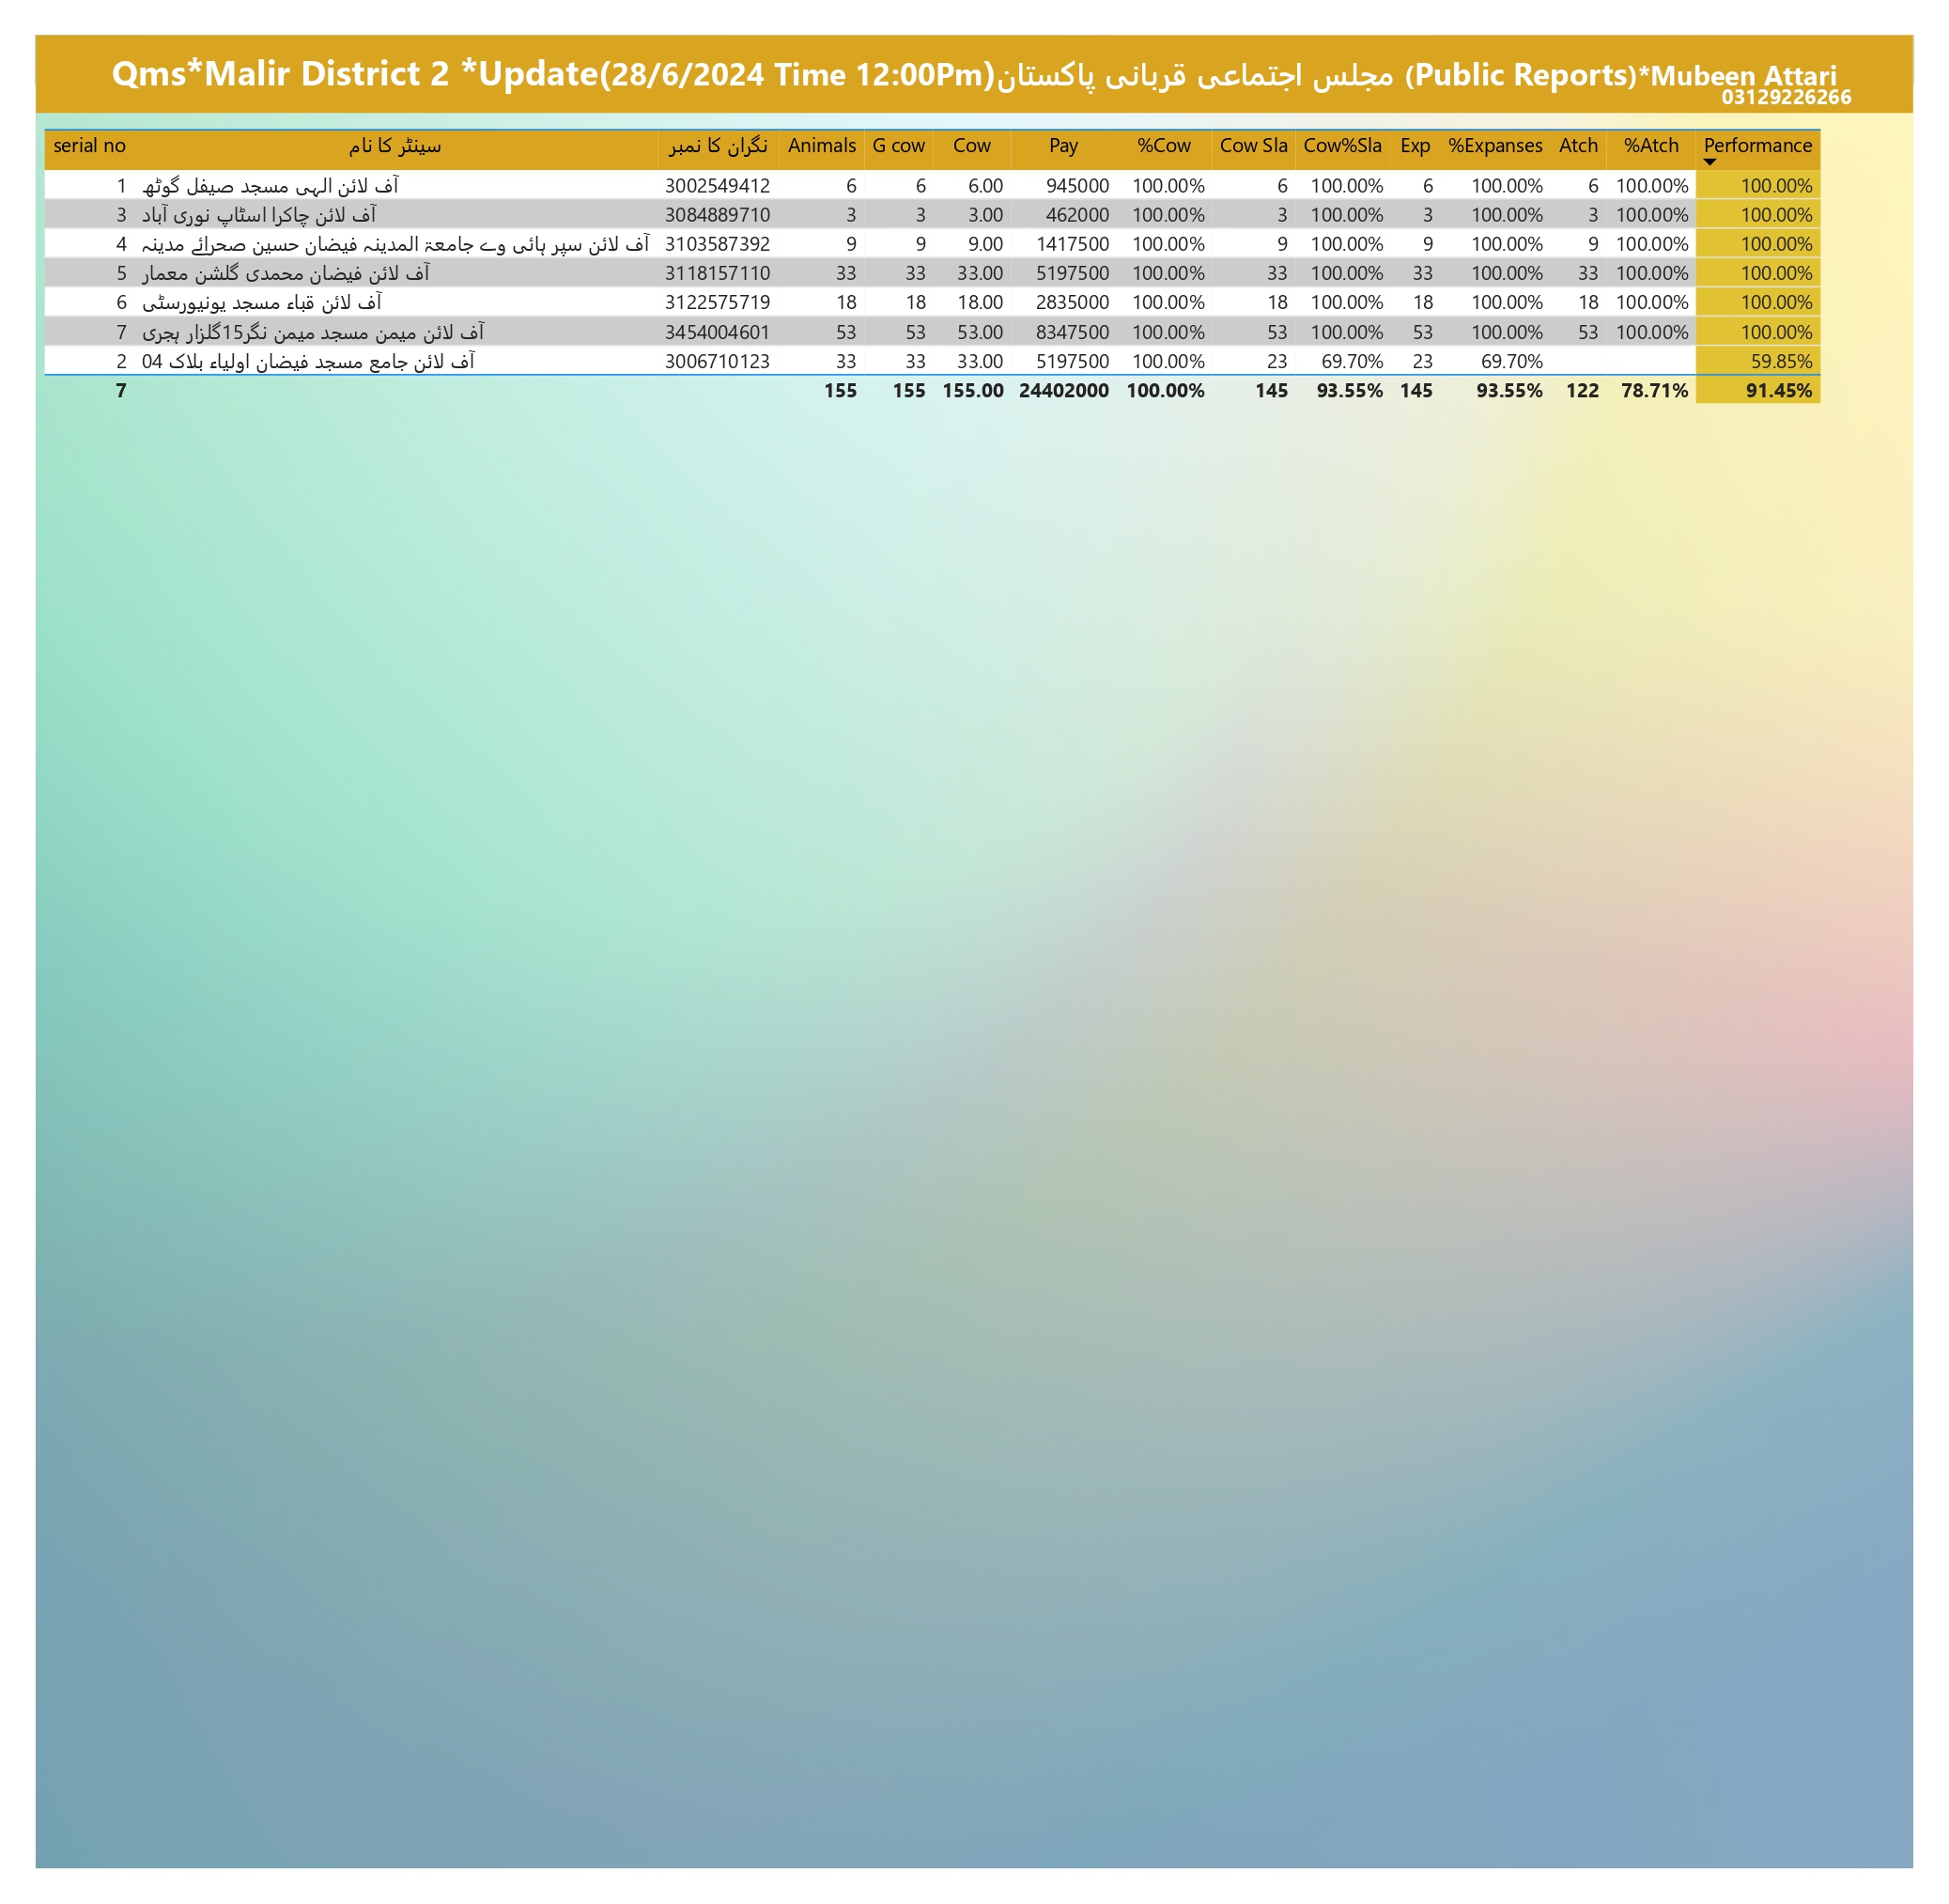 Qms*Malir District 2 *Update(28/6/2024 Time 12:00Pm)مجلس اجتماعی قربانی پاکستان (Public Reports)*Mubeen Attari
03129226266
serial no سینٹر کا نام نگران کا نمبر Animals G cow Cow Pay %Cow Cow Sla Cow%Sla Exp %Expanses Atch %Atch Performance
1 آف لائن الہی مسجد صیفل گوٹھ 3002549412 6 6 6.00 945000 100.00% 6 100.00% 6 100.00% 6 100.00% 100.00%
3 آف لائن چاکرا اسٹاپ نوری آباد 3084889710 3 3 3.00 462000 100.00% 3 100.00% 3 100.00% 3 100.00% 100.00%
4 آف لائن سپر ہائی وے جامعۃ المدینہ فیضان حسین صحرائے مدینہ 3103587392 9 9 9.00 1417500 100.00% 9 100.00% 9 100.00% 9 100.00% 100.00%
5 آف لائن فیضان محمدی گلشن معمار 3118157110 33 33 33.00 5197500 100.00% 33 100.00% 33 100.00% 33 100.00% 100.00%
6 آف لائن قباء مسجد یونیورسٹی 3122575719 18 18 18.00 2835000 100.00% 18 100.00% 18 100.00% 18 100.00% 100.00%
7 آف لائن میمن مسجد میمن نگر15گلزار ہجری 3454004601 53 53 53.00 8347500 100.00% 53 100.00% 53 100.00% 53 100.00% 100.00%
2 آف لائن جامع مسجد فیضان اولیاء بلاک 04 3006710123 33 33 33.00 5197500 100.00% 23 69.70% 23 69.70% 59.85%
7 155 155 155.00 24402000 100.00% 145 93.55% 145 93.55% 122 78.71% 91.45%